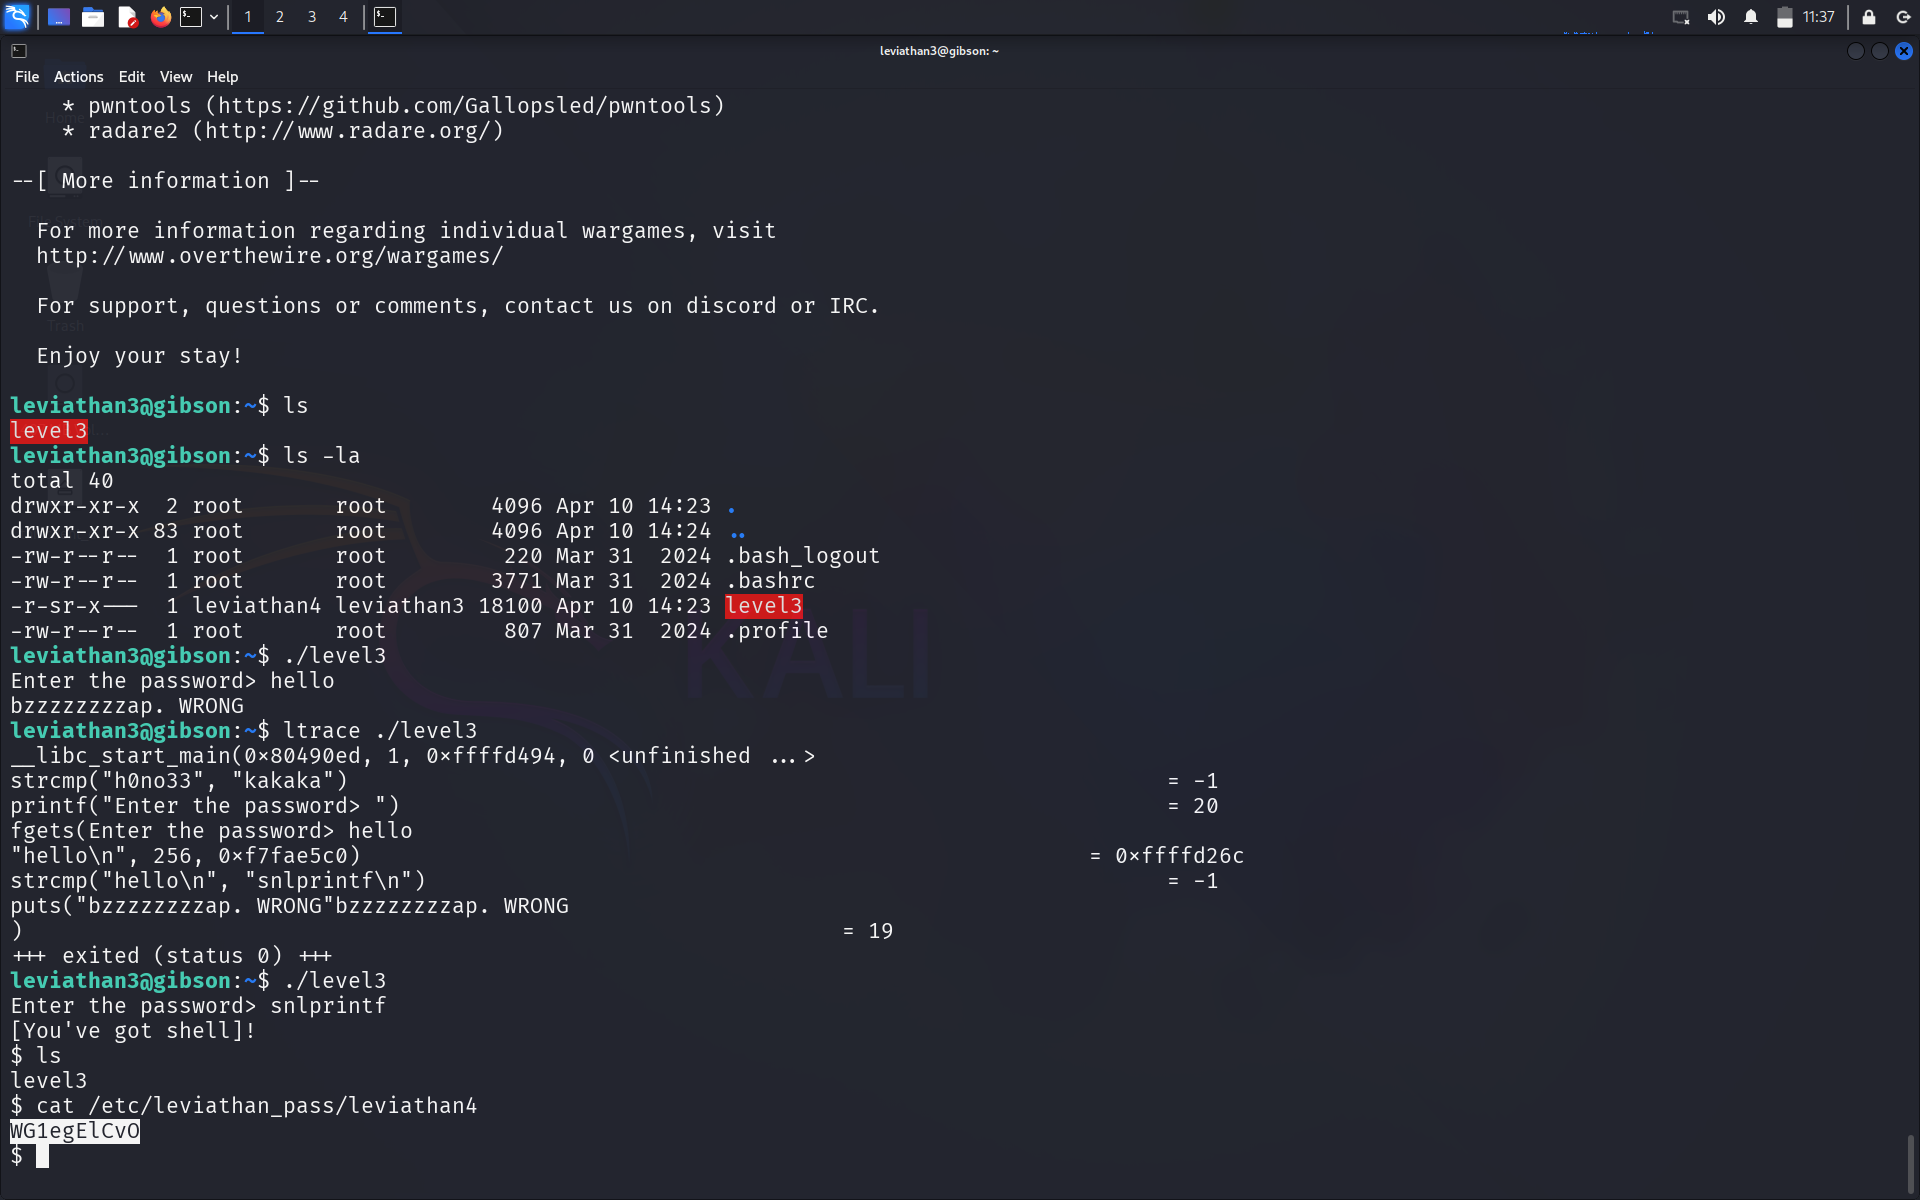 1 2 3 4 11:37
leviathan3@gibson: ~
File Actions Edit View Help
* pwntools (https://github.com/Gallopsled/pwntools)
* radare2 (http://www.radare.org/)
--[ More information ]--
For more information regarding individual wargames, visit
http://www.overthewire.org/wargames/
For support, questions or comments, contact us on discord or IRC.
Enjoy your stay!
leviathan3@gibson:~$ ls
level3
leviathan3@gibson:~$ ls -la
total 40
drwxr-xr-x  2 root       root        4096 Apr 10 14:23 .
drwxr-xr-x 83 root       root        4096 Apr 10 14:24 ..
-rw-r--r--  1 root       root         220 Mar 31  2024 .bash_logout
-rw-r--r--  1 root       root        3771 Mar 31  2024 .bashrc
-r-sr-x---  1 leviathan4 leviathan3 18100 Apr 10 14:23 level3
-rw-r--r--  1 root       root         807 Mar 31  2024 .profile
leviathan3@gibson:~$ ./level3
Enter the password> hello
bzzzzzzzzap. WRONG
leviathan3@gibson:~$ ltrace ./level3
__libc_start_main(0x80490ed, 1, 0xffffd494, 0 <unfinished ...>
strcmp("h0no33", "kakaka") = -1
printf("Enter the password> ") = 20
fgets(Enter the password> hello
"hello\n", 256, 0xf7fae5c0) = 0xffffd26c
strcmp("hello\n", "snlprintf\n") = -1
puts("bzzzzzzzzap. WRONG"bzzzzzzzzap. WRONG
) = 19
+++ exited (status 0) +++
leviathan3@gibson:~$ ./level3
Enter the password> snlprintf
[You've got shell]!
$ ls
level3
$ cat /etc/leviathan_pass/leviathan4
WG1egElCvO
$
Home
File System
Trash
KALI